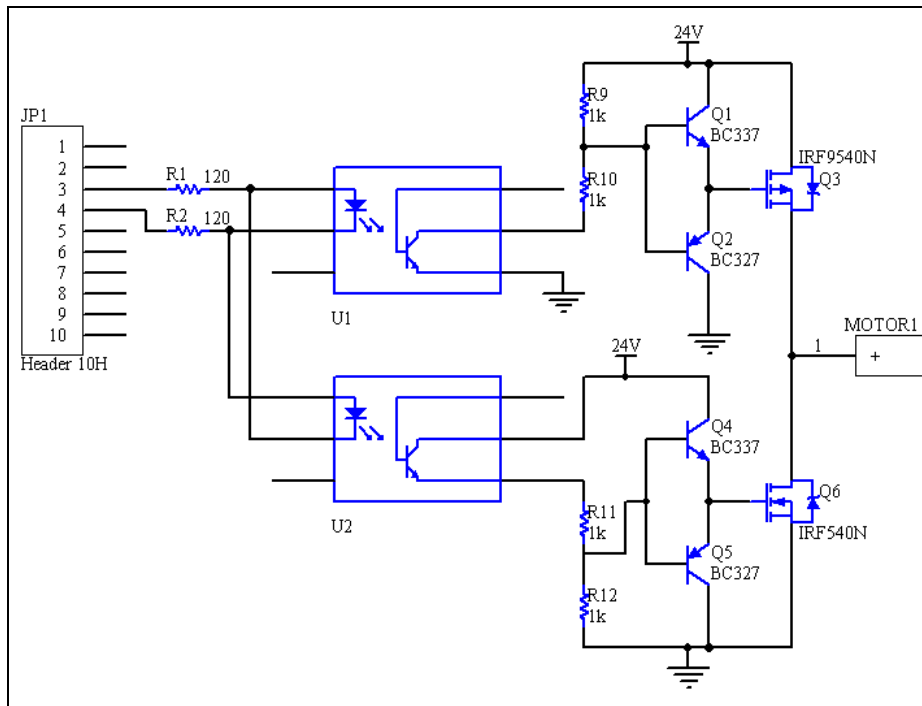 JP1
1
2
3
4
5
6
7
8
9
10
Header 10H
R1 120
R2 120
U1
U2
24V
R9
1k
R10
1k
Q1
BC337
Q2
BC327
IRF9540N
Q3
MOTOR1
1
+
24V
Q4
BC337
R11
1k
Q5
BC327
R12
1k
Q6
IRF540N